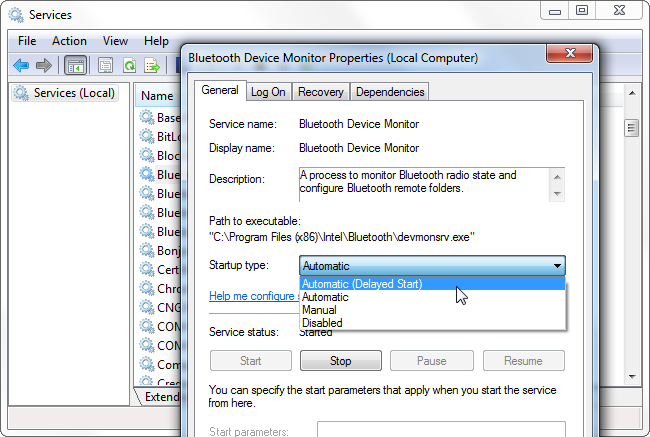 Services
File Action View Help
Services (Local)
Name
Base
BitLo
Bloc
Blue
Blue
Blue
Blue
Bonj
Cert
Chro
CNG
COM
COM
Com
Cred
Extend
Bluetooth Device Monitor Properties (Local Computer)
General Log On Recovery Dependencies
Service name: Bluetooth Device Monitor
Display name: Bluetooth Device Monitor
Description: A process to monitor Bluetooth radio state and
configure Bluetooth remote folders.
Path to executable:
"C:\Program Files (x86)\Intel\Bluetooth\devmonsrv.exe"
Startup type: Automatic
Automatic (Delayed Start)
Automatic
Manual
Disabled
Help me configure s
Service status: Started
Start Stop Pause Resume
You can specify the start parameters that apply when you start the service
from here.
Start parameters: